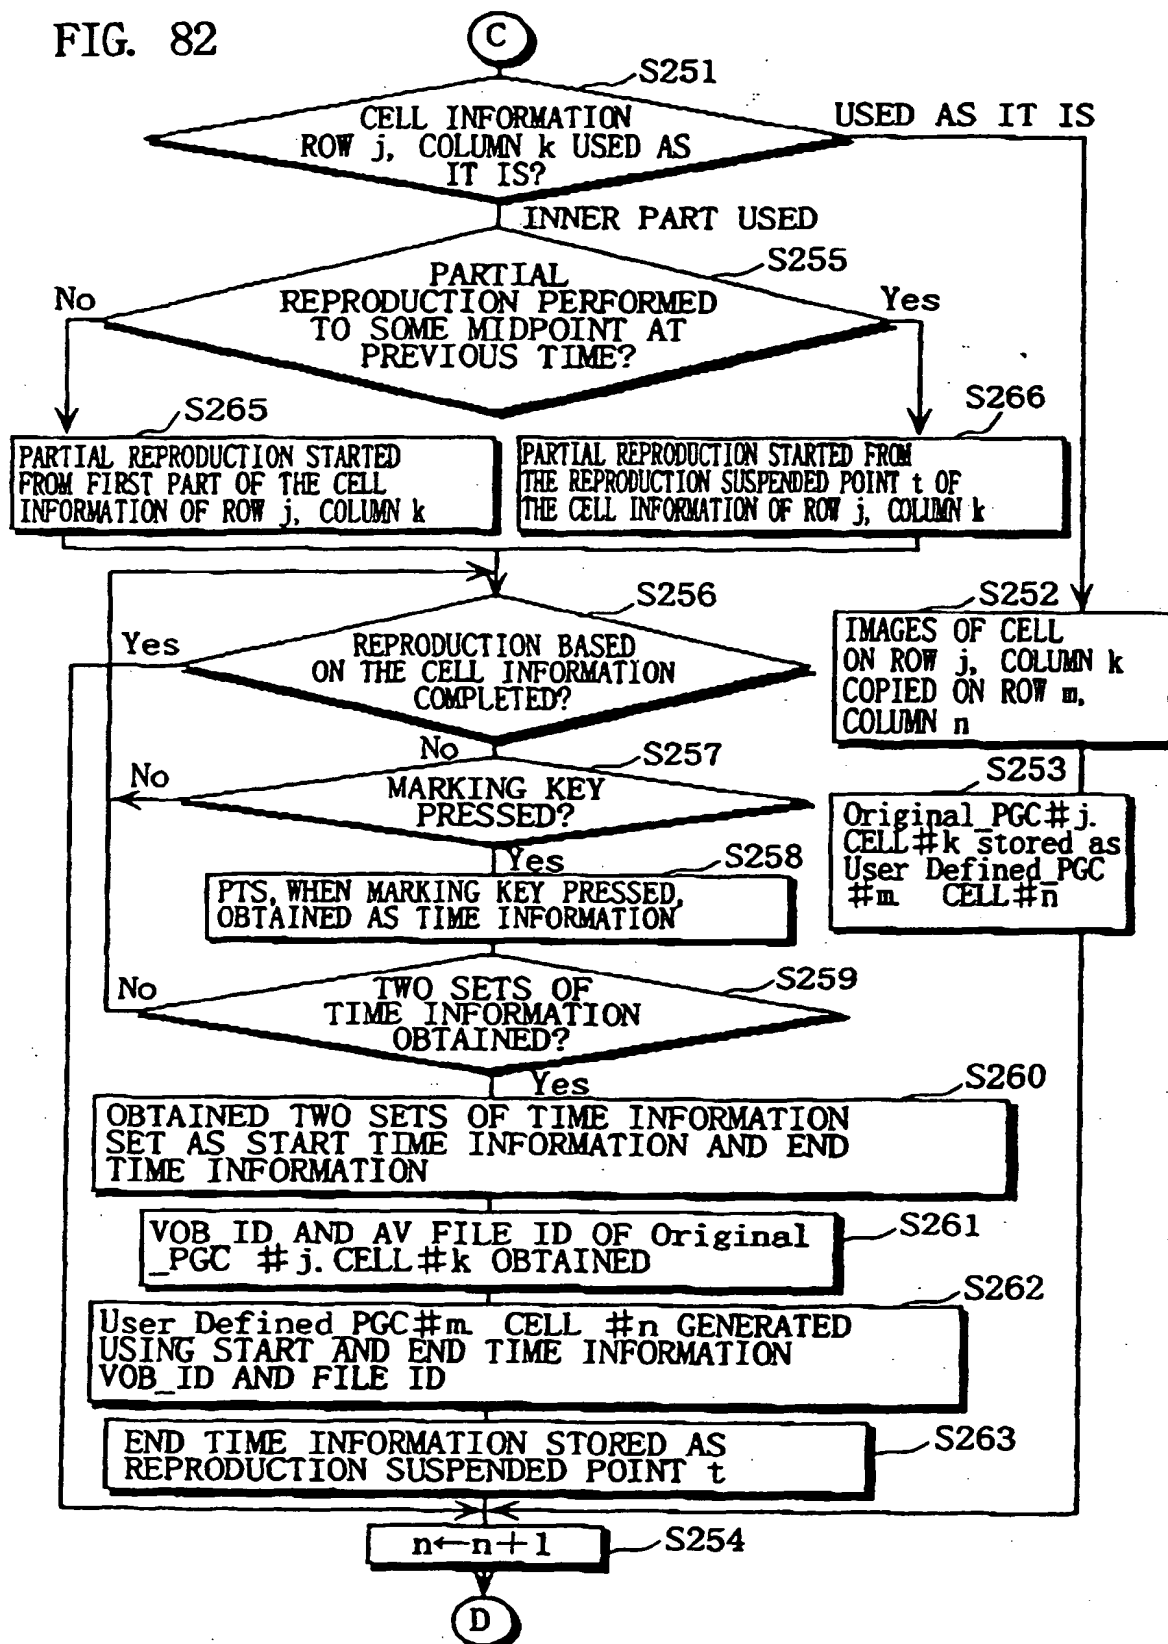 FIG. 82
C
S251
CELL INFORMATION
ROW j, COLUMN k USED AS
IT IS?
USED AS IT IS
INNER PART USED
S255
PARTIAL
REPRODUCTION PERFORMED
TO SOME MIDPOINT AT
PREVIOUS TIME?
No
Yes
S265
PARTIAL REPRODUCTION STARTED
FROM FIRST PART OF THE CELL
INFORMATION OF ROW j, COLUMN k
S266
PARTIAL REPRODUCTION STARTED FROM
THE REPRODUCTION SUSPENDED POINT t OF
THE CELL INFORMATION OF ROW j, COLUMN k
S256
Yes
REPRODUCTION BASED
ON THE CELL INFORMATION
COMPLETED?
No
S252
IMAGES OF CELL
ON ROW j, COLUMN k
COPIED ON ROW m,
COLUMN n
S257
No
MARKING KEY
PRESSED?
Yes
S253
Original_PGC#j.
CELL#k stored as
User Defined_PGC
#m CELL#n
S258
PTS, WHEN MARKING KEY PRESSED,
OBTAINED AS TIME INFORMATION
S259
No
TWO SETS OF
TIME INFORMATION
OBTAINED?
Yes
S260
OBTAINED TWO SETS OF TIME INFORMATION
SET AS START TIME INFORMATION AND END
TIME INFORMATION
S261
VOB_ID AND AV FILE ID OF Original
_PGC #j.CELL#k OBTAINED
S262
User Defined_PGC#m CELL #n GENERATED
USING START AND END TIME INFORMATION
VOB_ID AND FILE ID
S263
END TIME INFORMATION STORED AS
REPRODUCTION SUSPENDED POINT t
n←n+1
S254
D